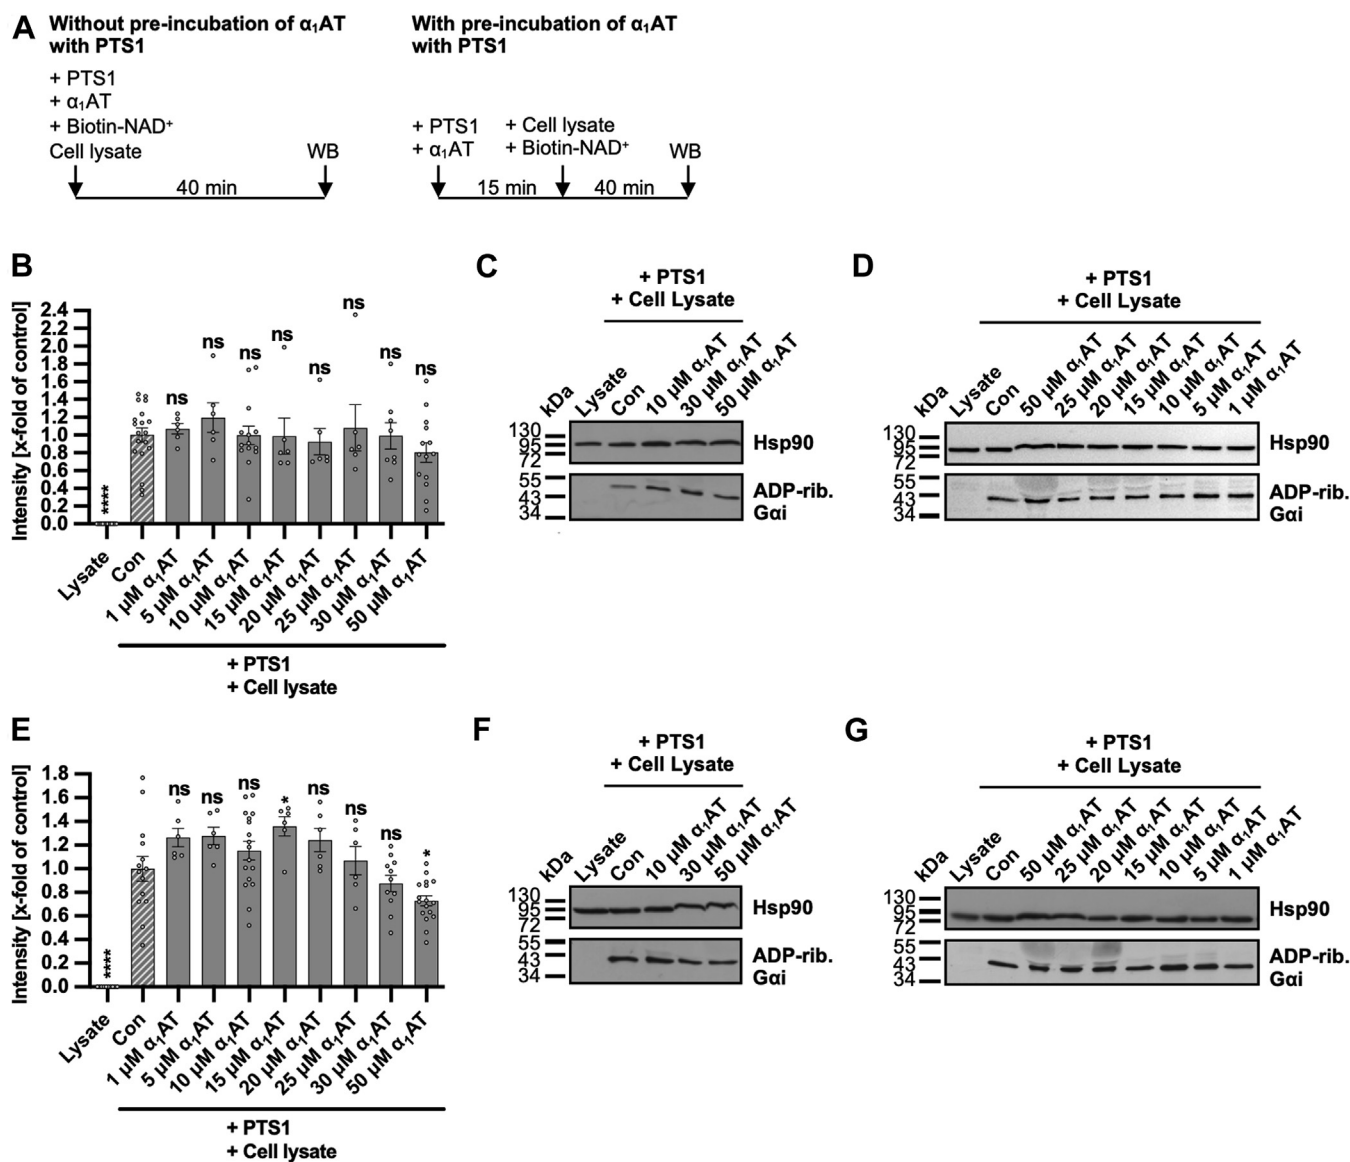 A
Without pre-incubation of α₁AT
with PTS1
+ PTS1
+ α₁AT
+ Biotin-NAD⁺
Cell lysate
WB
40 min
With pre-incubation of α₁AT
with PTS1
+ PTS1
+ α₁AT
+ Cell lysate
+ Biotin-NAD⁺
WB
15 min
40 min
B
Intensity [x-fold of control]
2.4
2.2
2.0
1.8
1.6
1.4
1.2
1.0
0.8
0.6
0.4
0.2
0.0
****
ns
ns
ns
ns
ns
ns
ns
ns
Lysate
Con
1 µM α₁AT
5 µM α₁AT
10 µM α₁AT
15 µM α₁AT
20 µM α₁AT
25 µM α₁AT
30 µM α₁AT
50 µM α₁AT
+ PTS1
+ Cell lysate
C
+ PTS1
+ Cell Lysate
kDa
Lysate
Con
10 µM α₁AT
30 µM α₁AT
50 µM α₁AT
130
95
72
Hsp90
55
43
34
ADP-rib.
Gαi
D
+ PTS1
+ Cell Lysate
kDa
Lysate
Con
50 µM α₁AT
25 µM α₁AT
20 µM α₁AT
15 µM α₁AT
10 µM α₁AT
5 µM α₁AT
1 µM α₁AT
130
95
72
Hsp90
55
43
34
ADP-rib.
Gαi
E
Intensity [x-fold of control]
1.8
1.6
1.4
1.2
1.0
0.8
0.6
0.4
0.2
0.0
****
ns
ns
ns
*
ns
ns
ns
*
Lysate
Con
1 µM α₁AT
5 µM α₁AT
10 µM α₁AT
15 µM α₁AT
20 µM α₁AT
25 µM α₁AT
30 µM α₁AT
50 µM α₁AT
+ PTS1
+ Cell lysate
F
+ PTS1
+ Cell Lysate
kDa
Lysate
Con
10 µM α₁AT
30 µM α₁AT
50 µM α₁AT
130
95
72
Hsp90
55
43
34
ADP-rib.
Gαi
G
+ PTS1
+ Cell Lysate
kDa
Lysate
Con
50 µM α₁AT
25 µM α₁AT
20 µM α₁AT
15 µM α₁AT
10 µM α₁AT
5 µM α₁AT
1 µM α₁AT
130
95
72
Hsp90
55
43
34
ADP-rib.
Gαi